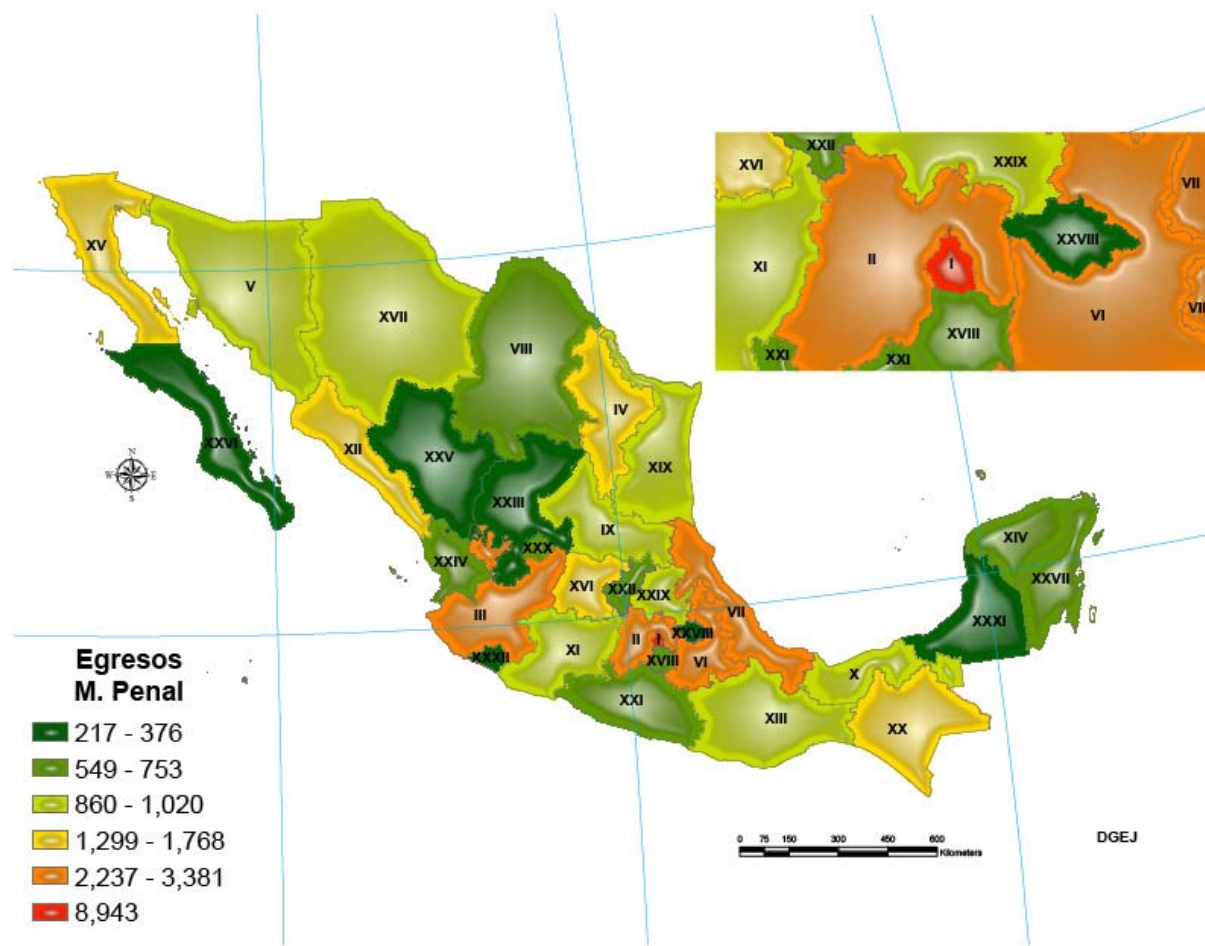 XXII
XXIX
XVI
VII
XXVIII
II
I
XI
VI
VII
XVIII
XXI
XXI
XV
V
XVII
VIII
IV
XII
XXVI
XXV
XIX
N
W
E
S
XXIII
IX
XXX
XXIV
XIV
XVI
XXII
XXIX
XXVII
III
VII
XXXI
XXVIII
II
I
XI
XVIII
VI
XXXII
X
XXI
XIII
XX
Egresos
M. Penal
217 - 376
549 - 753
860 - 1,020
1,299 - 1,768
2,237 - 3,381
8,943
0 75 150 300 450 600
Kilometers
DGEJ